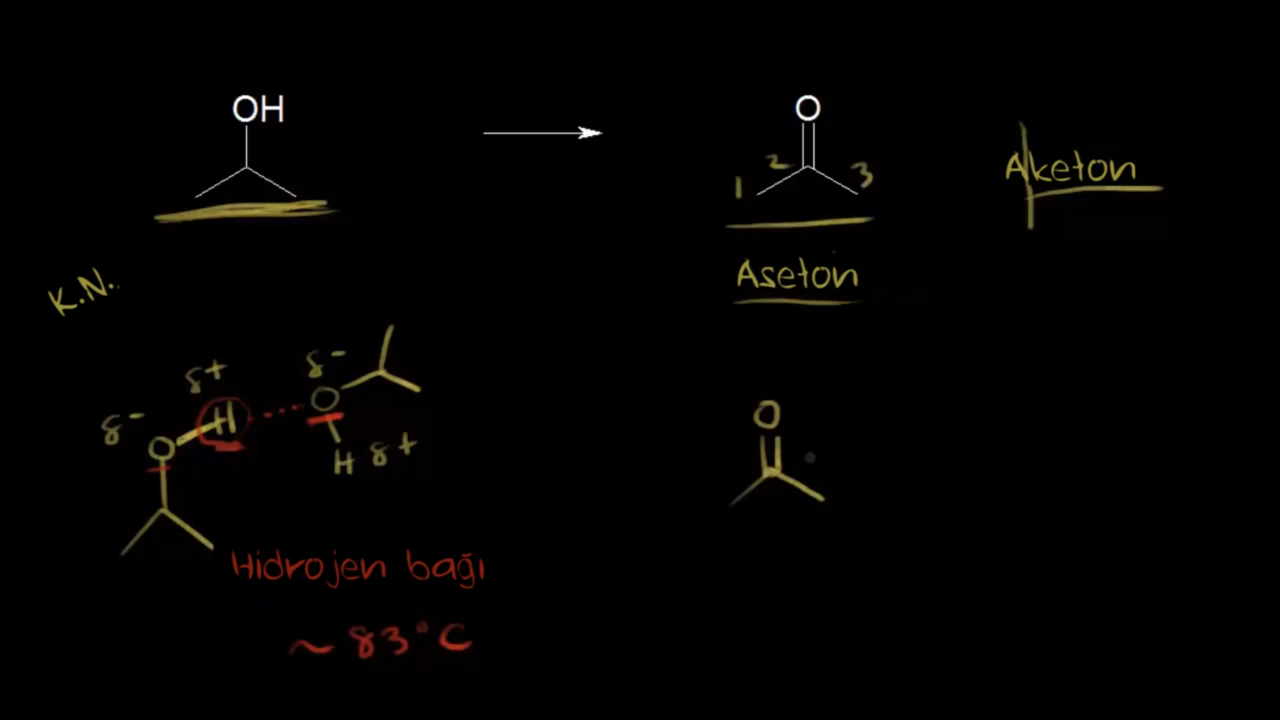 OH
O
1 2 3
Aketon
Aseton
K.N.
δ- δ+ δ-
O H O
H δ+
O
Hidrojen bağı
~ 83°C